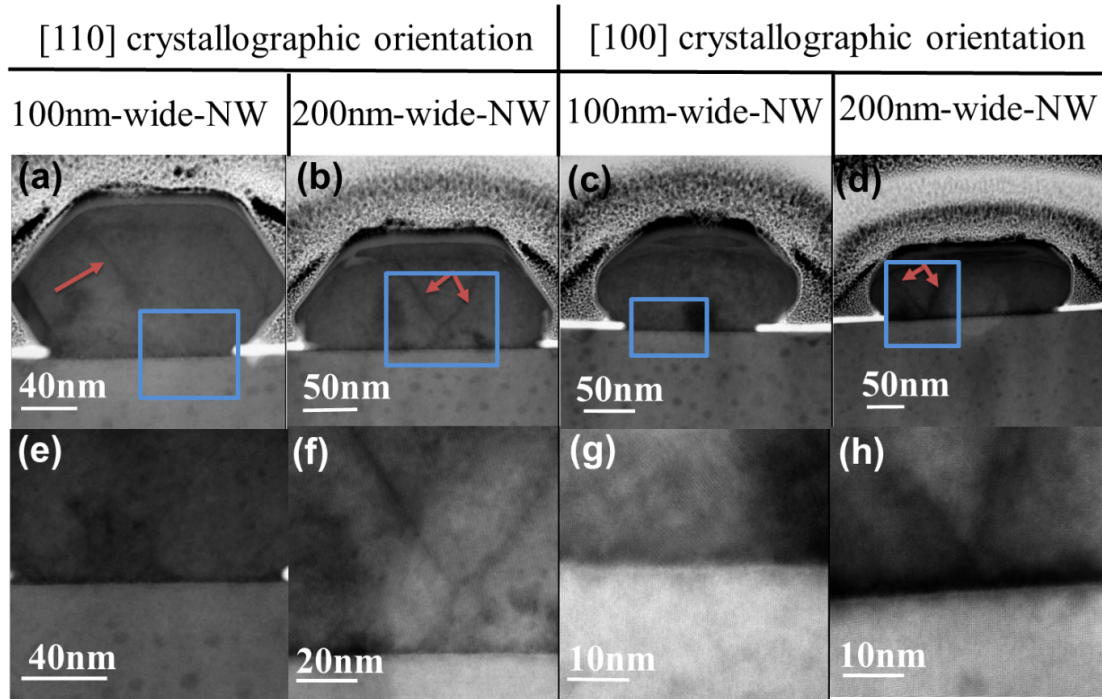 [110] crystallographic orientation
[100] crystallographic orientation
100nm-wide-NW
200nm-wide-NW
100nm-wide-NW
200nm-wide-NW
(a)
(b)
(c)
(d)
40nm
50nm
50nm
50nm
(e)
(f)
(g)
(h)
40nm
20nm
10nm
10nm